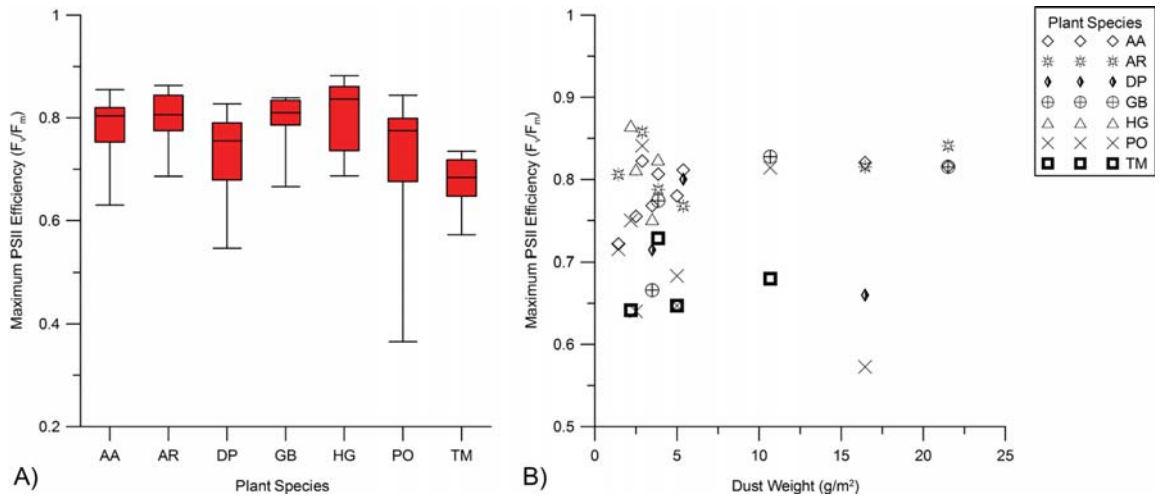 1
0.8
0.6
0.4
0.2
Maximum PSII Efficiency (Fv/Fm)
AA AR DP GB HG PO TM
Plant Species
A)
1
0.9
0.8
0.7
0.6
0.5
Maximum PSII Efficiency (Fv/Fm)
0 5 10 15 20 25
Dust Weight (g/m²)
B)
Plant Species
AA
AR
DP
GB
HG
PO
TM